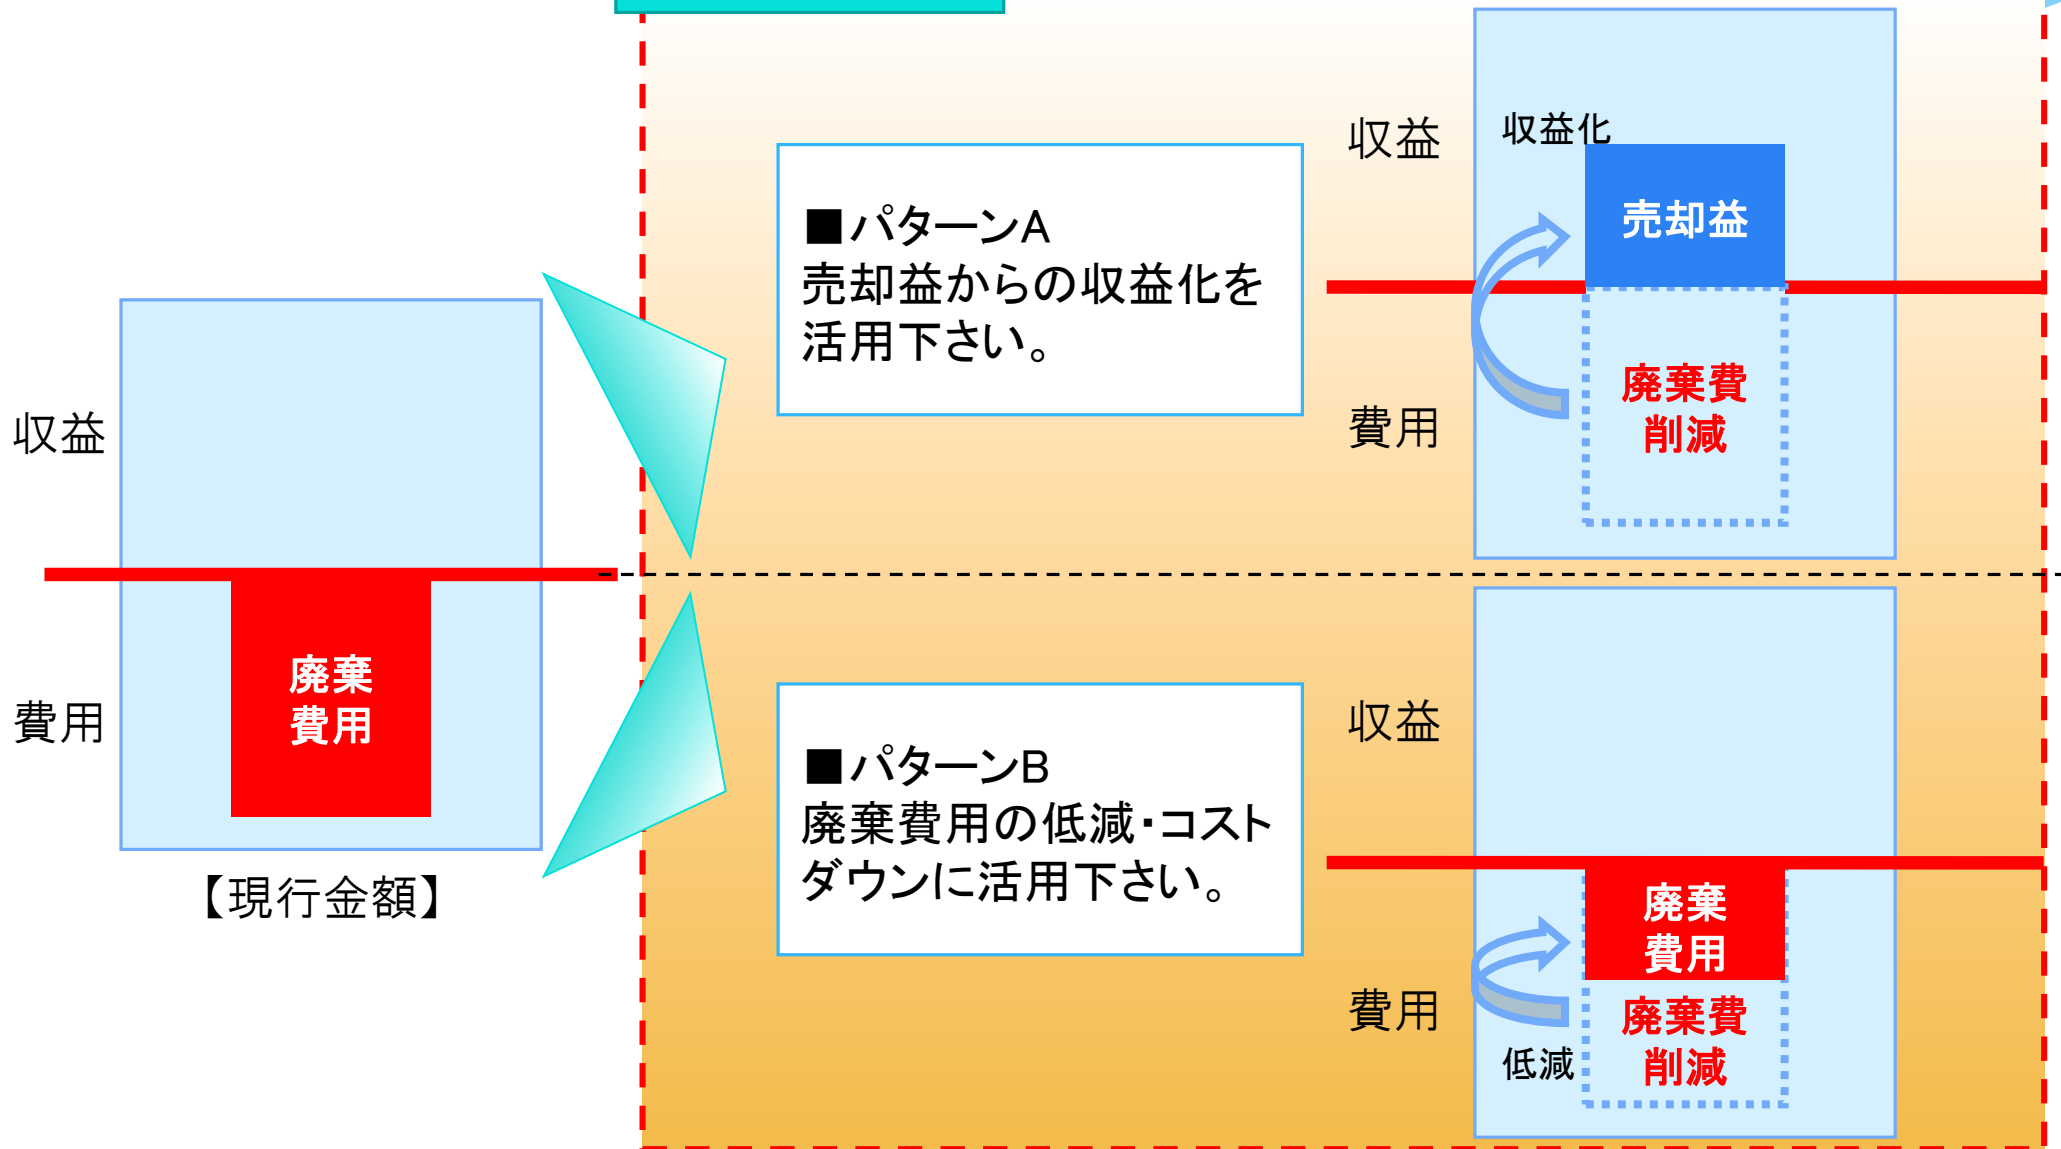 収益
費用
廃棄
費用
【現行金額】
■パターンA
売却益からの収益化を
活用下さい。
収益
費用
収益化
売却益
廃棄費
削減
■パターンB
廃棄費用の低減・コスト
ダウンに活用下さい。
収益
費用
廃棄
費用
廃棄費
削減
低減